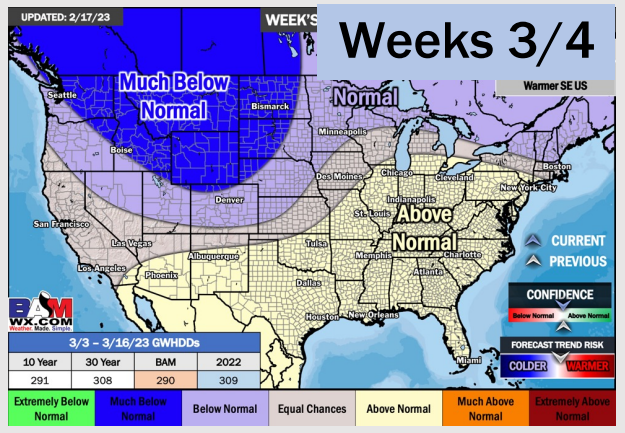 UPDATED: 2/17/23
WEEK'S
Weeks 3/4
Warmer SE US
Much Below
Normal
Normal
Seattle
Bismarck
Minneapolis
Boise
Boston
Des Moines
Chicago
Cleveland
New York City
Denver
Indianapolis
St. Louis
Above
Normal
San Francisco
Las Vegas
Tulsa
Memphis
Charlotte
Los Angeles
Albuquerque
Phoenix
Atlanta
Dallas
Houston
New Orleans
Miami
CURRENT
PREVIOUS
CONFIDENCE
Below Normal
Above Normal
FORECAST TREND RISK
COLDER
WARMER
BAM
WX.COM
Weather. Made. Simple.
3/3 – 3/16/23 GWHDDs
10 Year 30 Year BAM 2022
291 308 290 309
Extremely Below
Normal
Much Below
Normal
Below Normal
Equal Chances
Above Normal
Much Above
Normal
Extremely Above
Normal